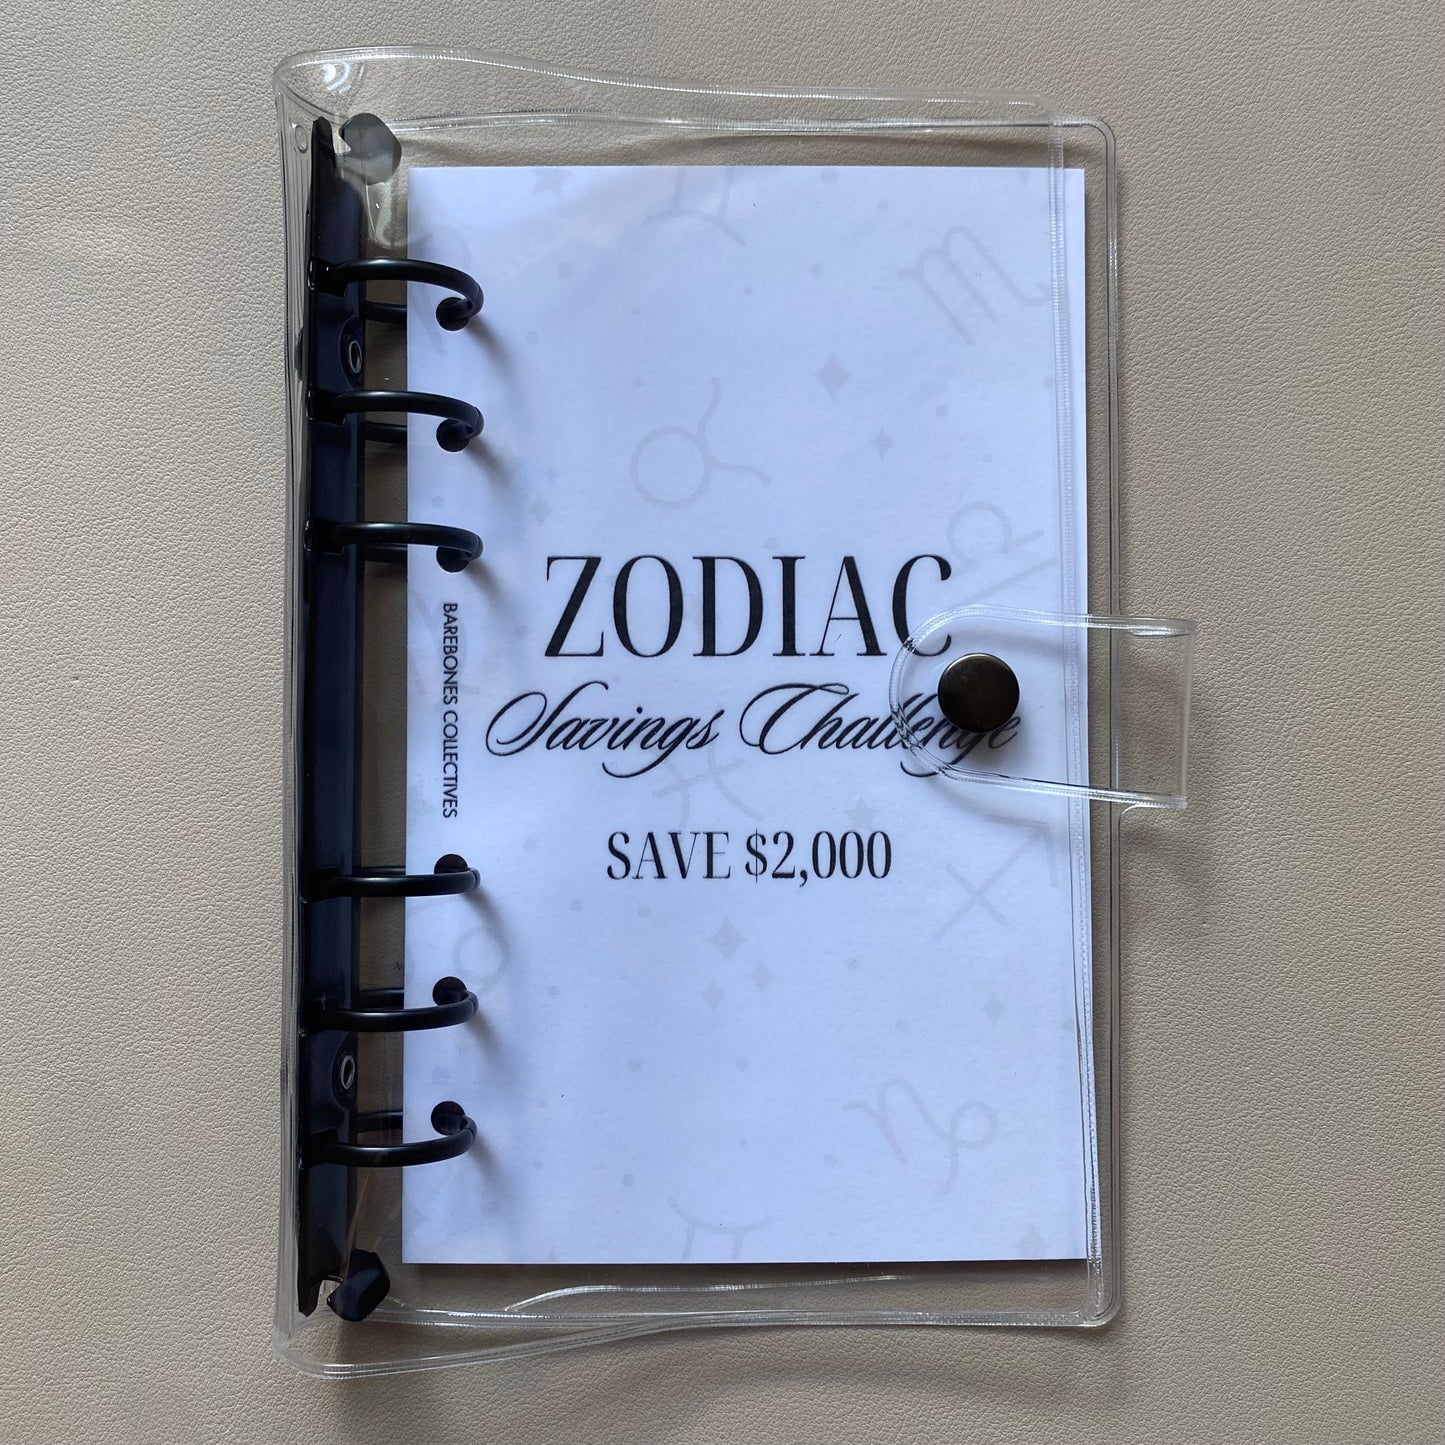 ZODIAC
Savings Challenge
SAVE $2,000
BAREBONES COLLECTIVES